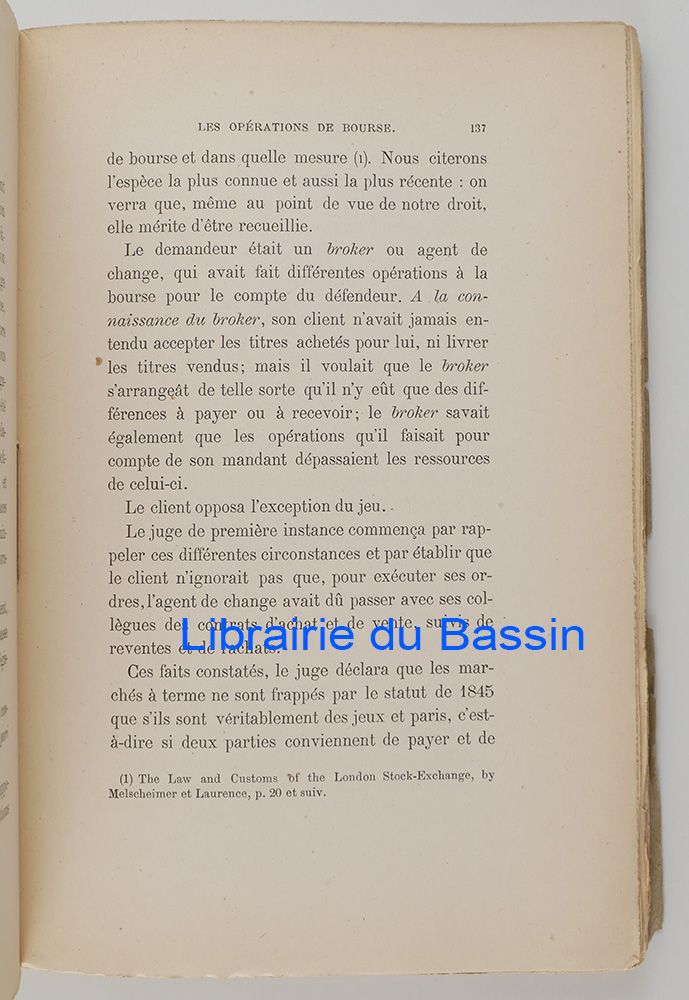 LES OPÉRATIONS DE BOURSE. 137
de bourse et dans quelle mesure (1). Nous citerons
l'espèce la plus connue et aussi la plus récente : on
verra que, même au point de vue de notre droit,
elle mérite d'être recueillie.
Le demandeur était un broker ou agent de
change, qui avait fait différentes opérations à la
bourse pour le compte du défendeur. A la con-
naissance du broker, son client n'avait jamais en-
tendu accepter les titres achetés pour lui, ni livrer
les titres vendus; mais il voulait que le broker
s'arrangeât de telle sorte qu'il n'y eût que des dif-
férences à payer ou à recevoir; le broker savait
également que les opérations qu'il faisait pour
compte de son mandant dépassaient les ressources
de celui-ci.
Le client opposa l'exception du jeu.
Le juge de première instance commença par rap-
peler ces différentes circonstances et par établir que
le client n'ignorait pas que, pour exécuter ses or-
dres, l'agent de change avait dû passer avec ses col-
lègues des contrats d'achat et de vente, suivis de
reventes et de rachats.
Librairie du Bassin
Ces faits constatés, le juge déclara que les mar-
chés à terme ne sont frappés par le statut de 1845
que s'ils sont véritablement des jeux et paris, c'est-
à-dire si deux parties conviennent de payer et de
(1) The Law and Customs of the London Stock-Exchange, by
Melscheimer et Laurence, p. 20 et suiv.